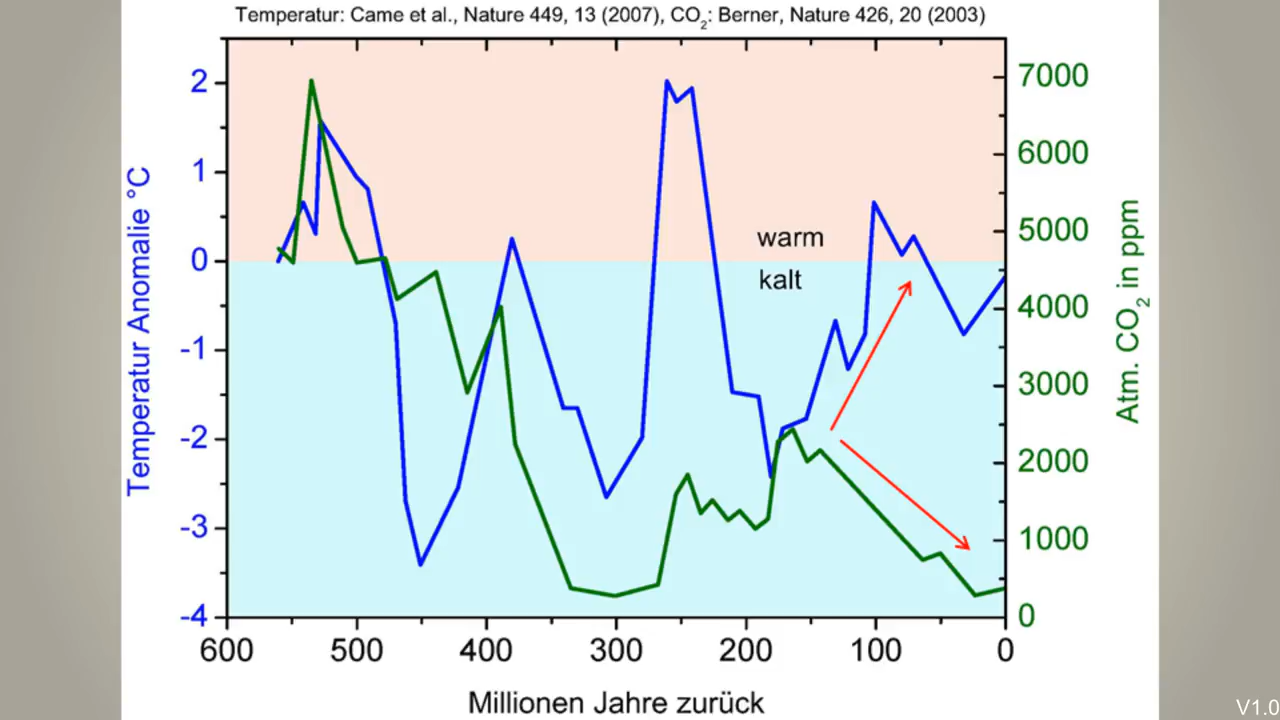 Temperatur: Came et al., Nature 449, 13 (2007), CO₂: Berner, Nature 426, 20 (2003)
Temperatur Anomalie °C
2
1
0
-1
-2
-3
-4
warm
kalt
7000
6000
5000
4000
3000
2000
1000
0
Atm. CO₂ in ppm
600 500 400 300 200 100 0
Millionen Jahre zurück
V1.0